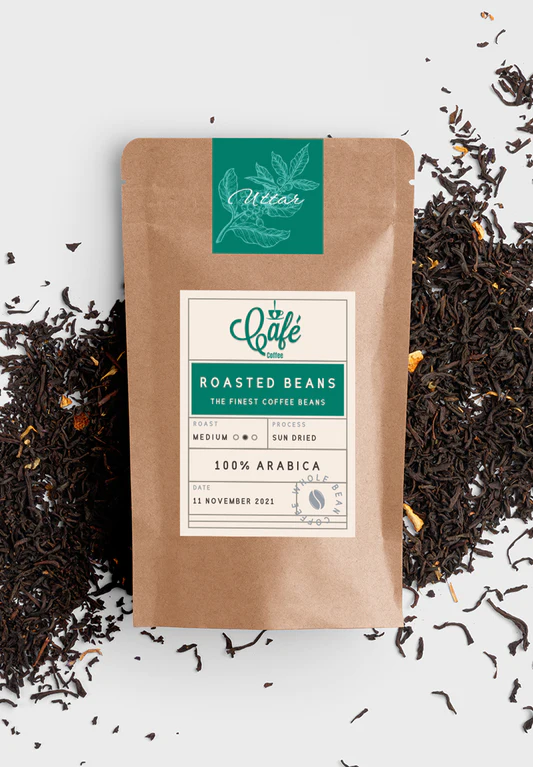 Uttar
Café
Coffee
ROASTED BEANS
THE FINEST COFFEE BEANS
ROAST
PROCESS
MEDIUM
SUN DRIED
100% ARABICA
DATE
11 NOVEMBER 2021
WHOLE BEAN COFFEE